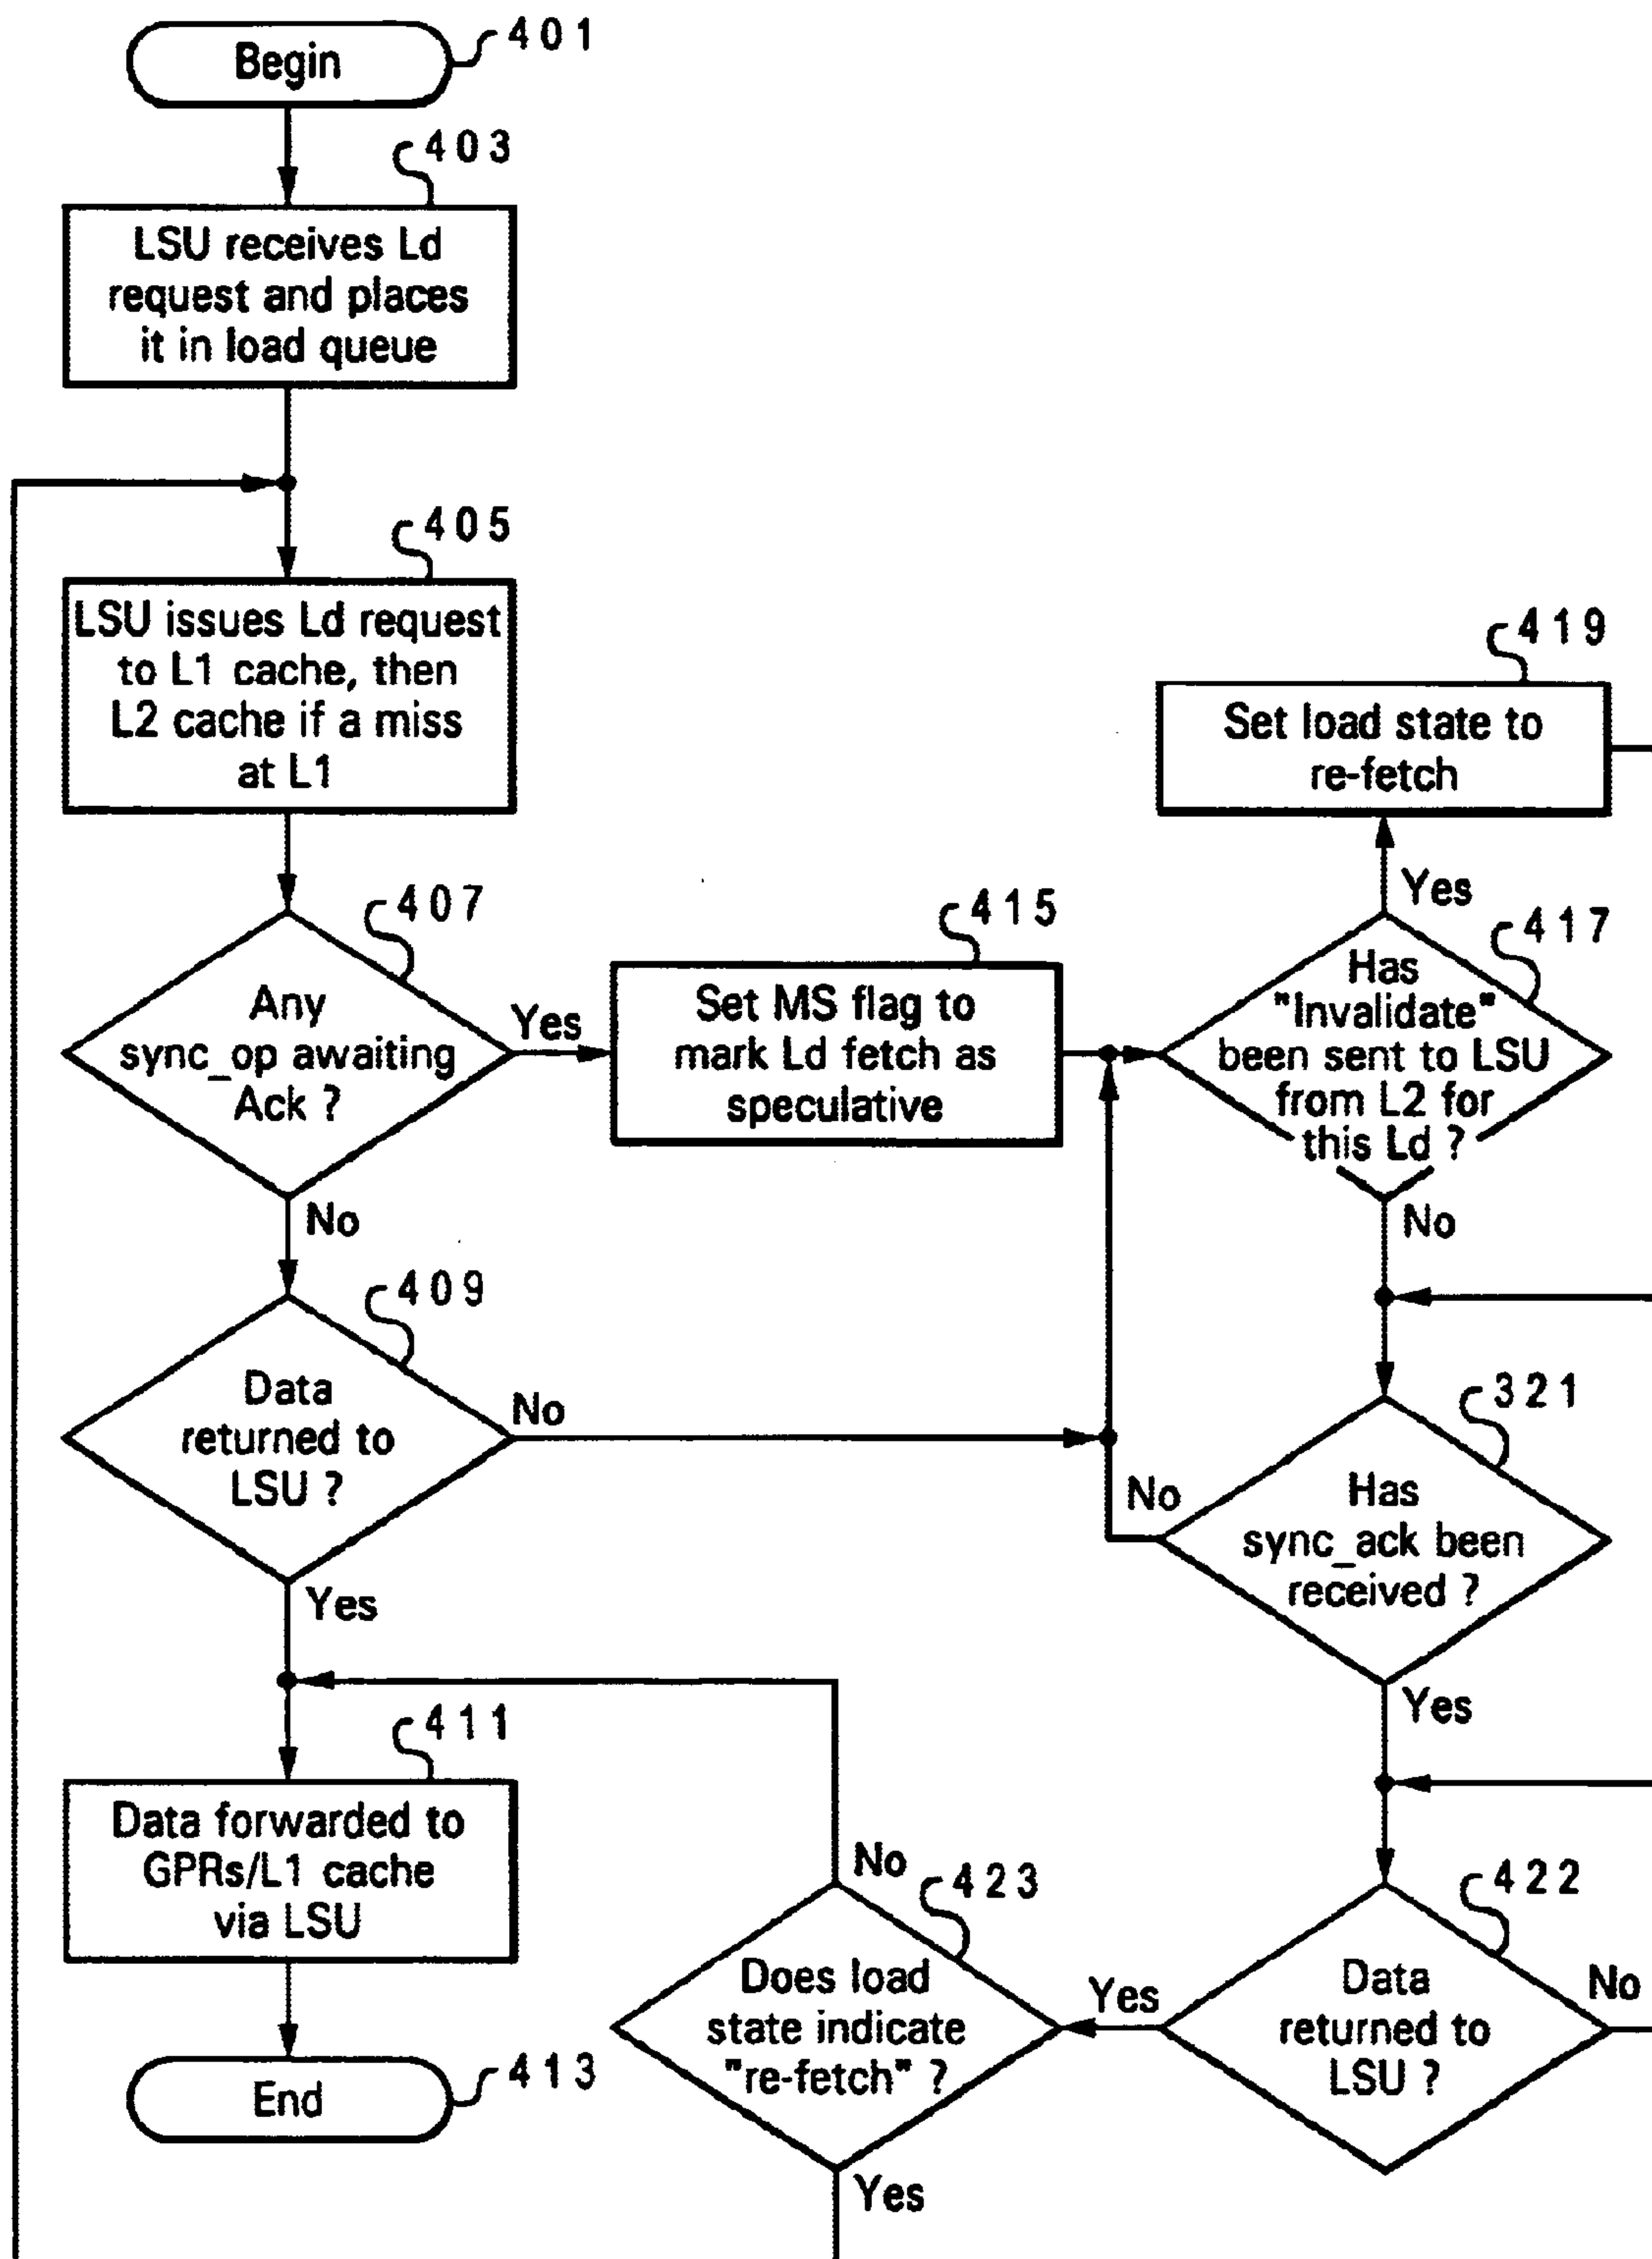 Begin
401
403
LSU receives Ld
request and places
it in load queue
405
LSU issues Ld request
to L1 cache, then
L2 cache if a miss
at L1
407
Any
sync_op awaiting
Ack ?
Yes
No
415
Set MS flag to
mark Ld fetch as
speculative
419
Set load state to
re-fetch
Yes
417
Has
"Invalidate"
been sent to LSU
from L2 for
this Ld ?
No
409
Data
returned to
LSU ?
No
Yes
321
Has
sync_ack been
received ?
No
Yes
411
Data forwarded to
GPRs/L1 cache
via LSU
No
423
Does load
state indicate
"re-fetch" ?
Yes
Yes
422
Data
returned to
LSU ?
No
End
413